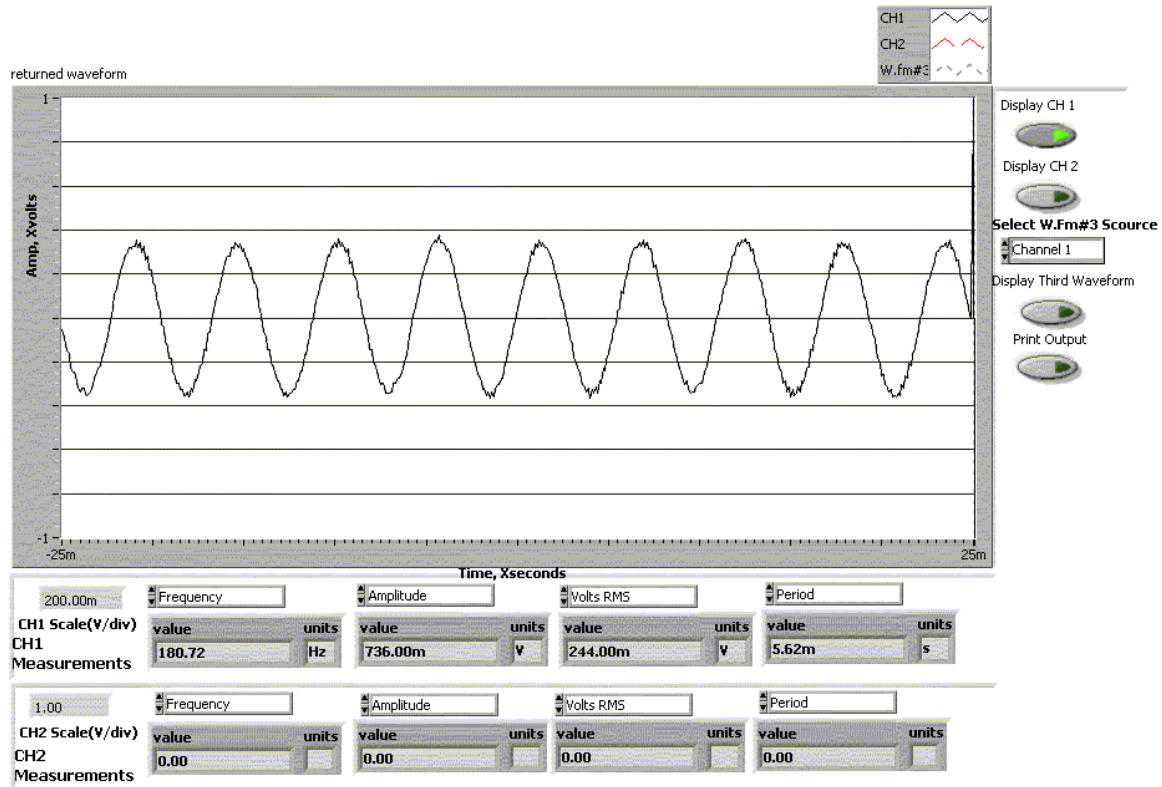 CH1
CH2
W.fm#3
returned waveform
1
Amp, Xvolts
-1
-25m
25m
Time, Xseconds
Display CH 1
Display CH 2
Select W.Fm#3 Scource
Channel 1
Display Third Waveform
Print Output
200.00m
CH1 Scale(V/div)
CH1
Measurements
Frequency
value units
180.72 Hz
Amplitude
value units
736.00m V
Volts RMS
value units
244.00m V
Period
value units
5.62m s
1.00
CH2 Scale(V/div)
CH2
Measurements
Frequency
value units
0.00
Amplitude
value units
0.00
Volts RMS
value units
0.00
Period
value units
0.00